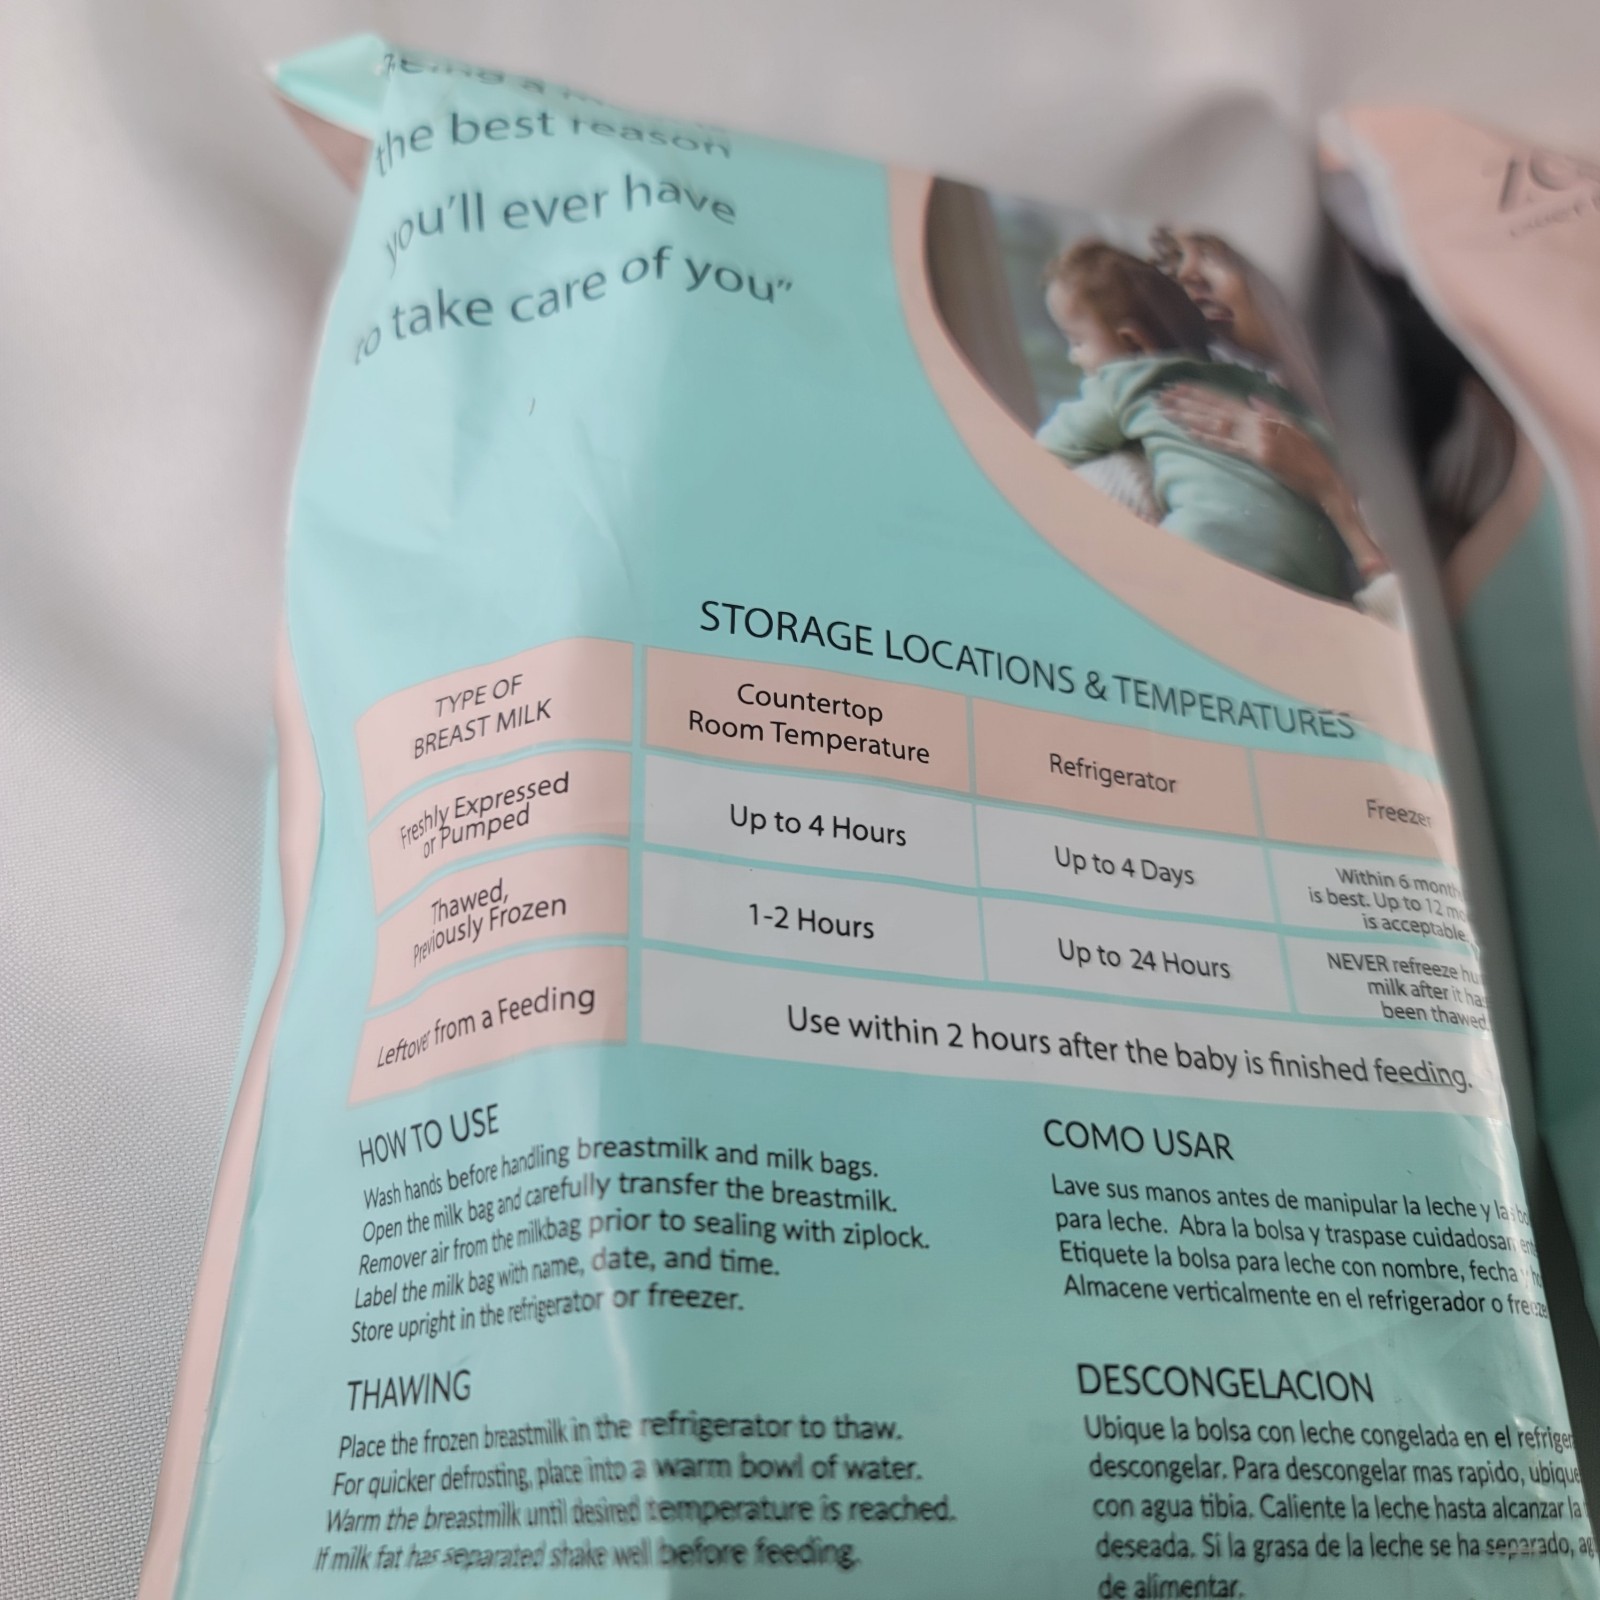 the best reason
you'll ever have
to take care of you"
STORAGE LOCATIONS & TEMPERATURES
TYPE OF
BREAST MILK
Countertop
Room Temperature
Refrigerator
Freezer
Freshly Expressed
or Pumped
Up to 4 Hours
Up to 4 Days
Within 6
is best. Up to 12
is acceptable
Thawed,
Previously Frozen
1-2 Hours
Up to 24 Hours
NEVER refreeze
milk after it
been thawed
Leftover from a Feeding
Use within 2 hours after the baby is finished feeding.
HOW TO USE
Wash hands before handling breastmilk and milk bags.
Open the milk bag and carefully transfer the breastmilk.
Remover air from the milkbag prior to sealing with ziplock.
Label the milk bag with name, date, and time.
Store upright in the refrigerator or freezer.
COMO USAR
Lave sus manos antes de manipular la leche y
para leche. Abra la bolsa y traspase
Etiquete la bolsa para leche con nombre, fecha
Almacene verticalmente en el refrigerador o
THAWING
Place the frozen breastmilk in the refrigerator to thaw.
For quicker defrosting, place into a warm bowl of water.
Warm the breastmilk until desired temperature is reached.
If milk fat has separated shake well before feeding.
DESCONGELACION
Ubique la bolsa con leche congelada en el
descongelar. Para descongelar mas rapido, ubique
con agua tibia. Caliente la leche hasta alcanzar la
deseada. Si la grasa de la leche se ha separado,
de alimentar.